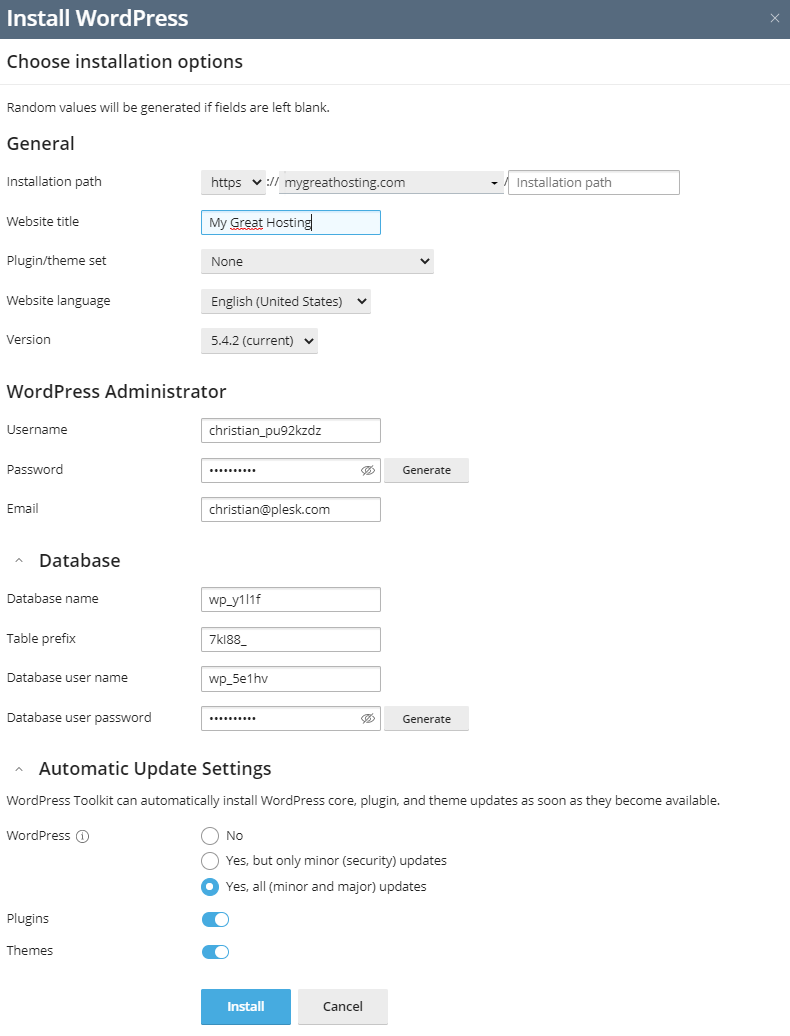 Install WordPress ×
Choose installation options
Random values will be generated if fields are left blank.
General
Installation path https :// mygreathosting.com / Installation path
Website title My Great Hosting
Plugin/theme set None
Website language English (United States)
Version 5.4.2 (current)
WordPress Administrator
Username christian_pu92kzdz
Password •••••••••• Generate
Email christian@plesk.com
Database
Database name wp_y1l1f
Table prefix 7kI88_
Database user name wp_5e1hv
Database user password •••••••••• Generate
Automatic Update Settings
WordPress Toolkit can automatically install WordPress core, plugin, and theme updates as soon as they become available.
WordPress No
Yes, but only minor (security) updates
Yes, all (minor and major) updates
Plugins
Themes
Install Cancel